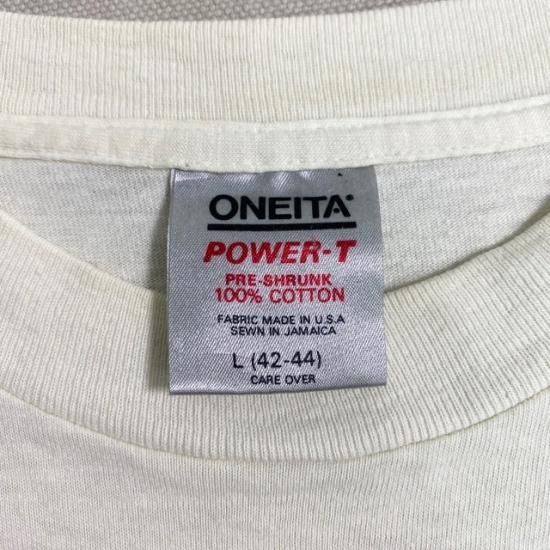 ONEITA
POWER-T
PRE-SHRUNK
100% COTTON
FABRIC MADE IN U.S.A
SEWN IN JAMAICA
L (42-44)
CARE OVER